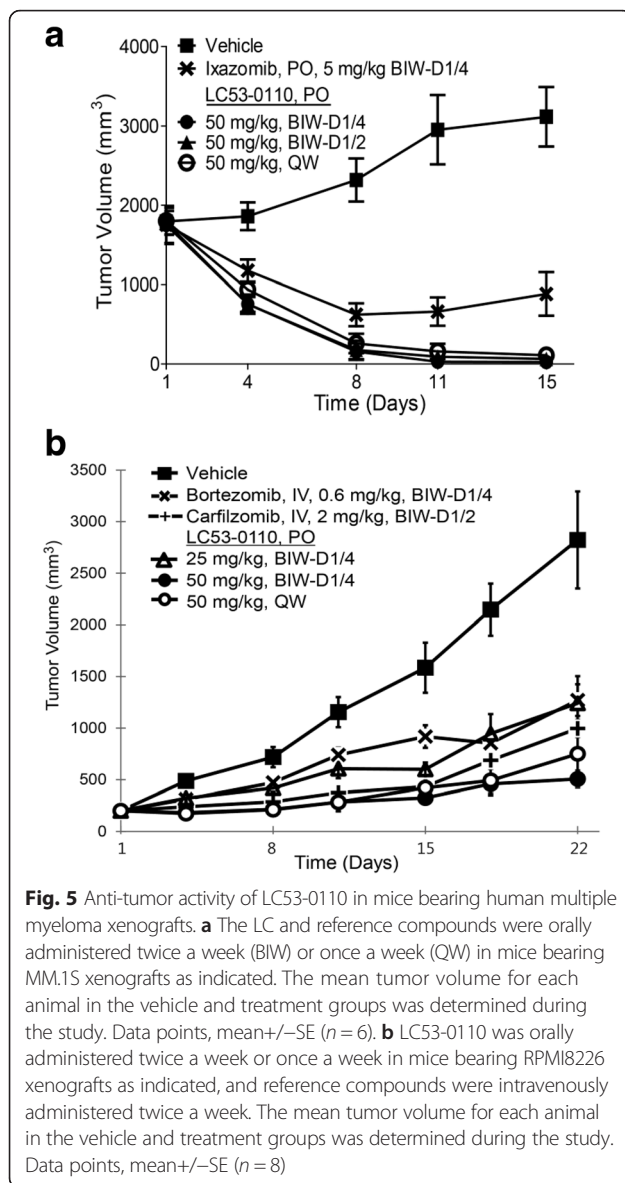 a
4000
3000
2000
1000
0
Tumor Volume (mm³)
Vehicle
Ixazomib, PO, 5 mg/kg BIW-D1/4
LC53-0110, PO
50 mg/kg, BIW-D1/4
50 mg/kg, BIW-D1/2
50 mg/kg, QW
1 4 8 11 15
Time (Days)
b
3500
3000
2500
2000
1500
1000
500
0
Tumor Volume (mm³)
Vehicle
Bortezomib, IV, 0.6 mg/kg, BIW-D1/4
Carfilzomib, IV, 2 mg/kg, BIW-D1/2
LC53-0110, PO
25 mg/kg, BIW-D1/4
50 mg/kg, BIW-D1/4
50 mg/kg, QW
1 8 15 22
Time (Days)
Fig. 5 Anti-tumor activity of LC53-0110 in mice bearing human multiple
myeloma xenografts. a The LC and reference compounds were orally
administered twice a week (BIW) or once a week (QW) in mice bearing
MM.1S xenografts as indicated. The mean tumor volume for each
animal in the vehicle and treatment groups was determined during
the study. Data points, mean+/−SE (n = 6). b LC53-0110 was orally
administered twice a week or once a week in mice bearing RPMI8226
xenografts as indicated, and reference compounds were intravenously
administered twice a week. The mean tumor volume for each animal
in the vehicle and treatment groups was determined during the study.
Data points, mean+/−SE (n = 8)